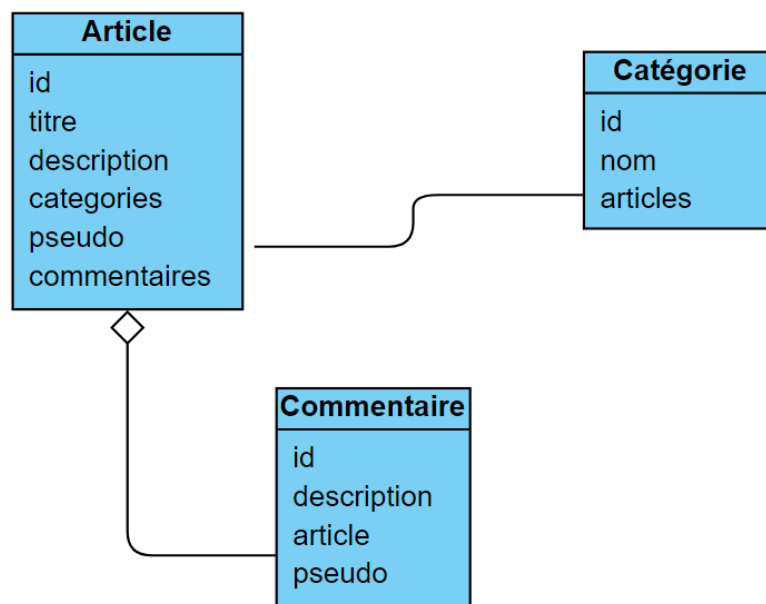 Article
id
titre
description
categories
pseudo
commentaires
Catégorie
id
nom
articles
Commentaire
id
description
article
pseudo